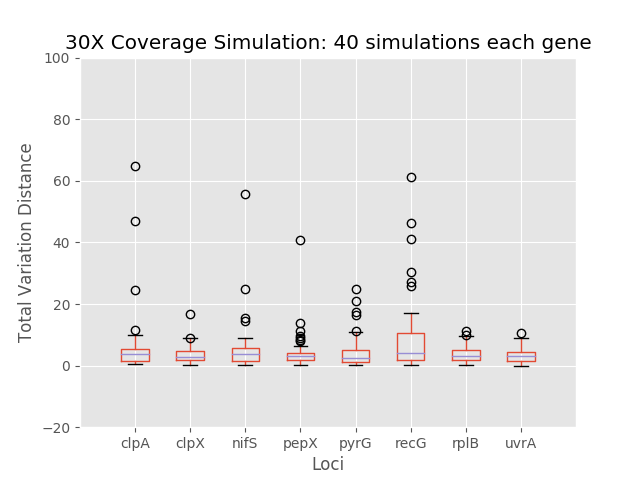 30X Coverage Simulation: 40 simulations each gene
100
80
60
40
20
0
−20
Total Variation Distance
clpA clpX nifS pepX pyrG recG rplB uvrA
Loci